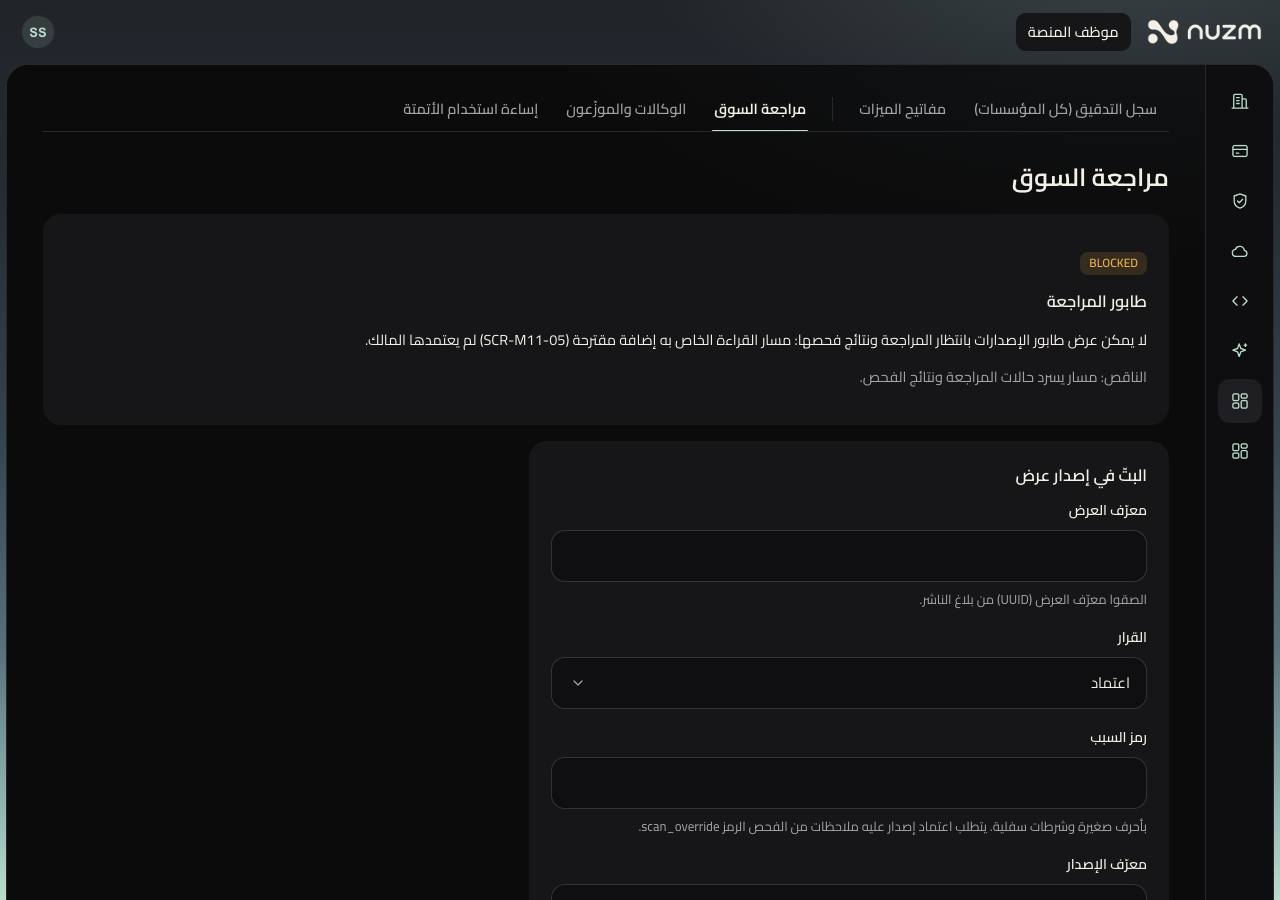 nuzm
موظف المنصة
SS
سجل التدقيق (كل المؤسسات)
مفاتيح الميزات
مراجعة السوق
الوكالات والموزّعون
إساءة استخدام الأتمتة
مراجعة السوق
BLOCKED
طابور المراجعة
لا يمكن عرض طابور الإصدارات بانتظار المراجعة ونتائج فحصها: مسار القراءة الخاص به إضافة مقترحة (SCR-M11-05) لم يعتمدها المالك.
الناقص: مسار يسرد حالات المراجعة ونتائج الفحص.
البتّ في إصدار عرض
معرّف العرض
الصقوا معرّف العرض (UUID) من بلاغ الناشر.
القرار
اعتماد
رمز السبب
بأحرف صغيرة وشرطات سفلية. يتطلب اعتماد إصدار عليه ملاحظات من الفحص الرمز scan_override.
معرّف الإصدار